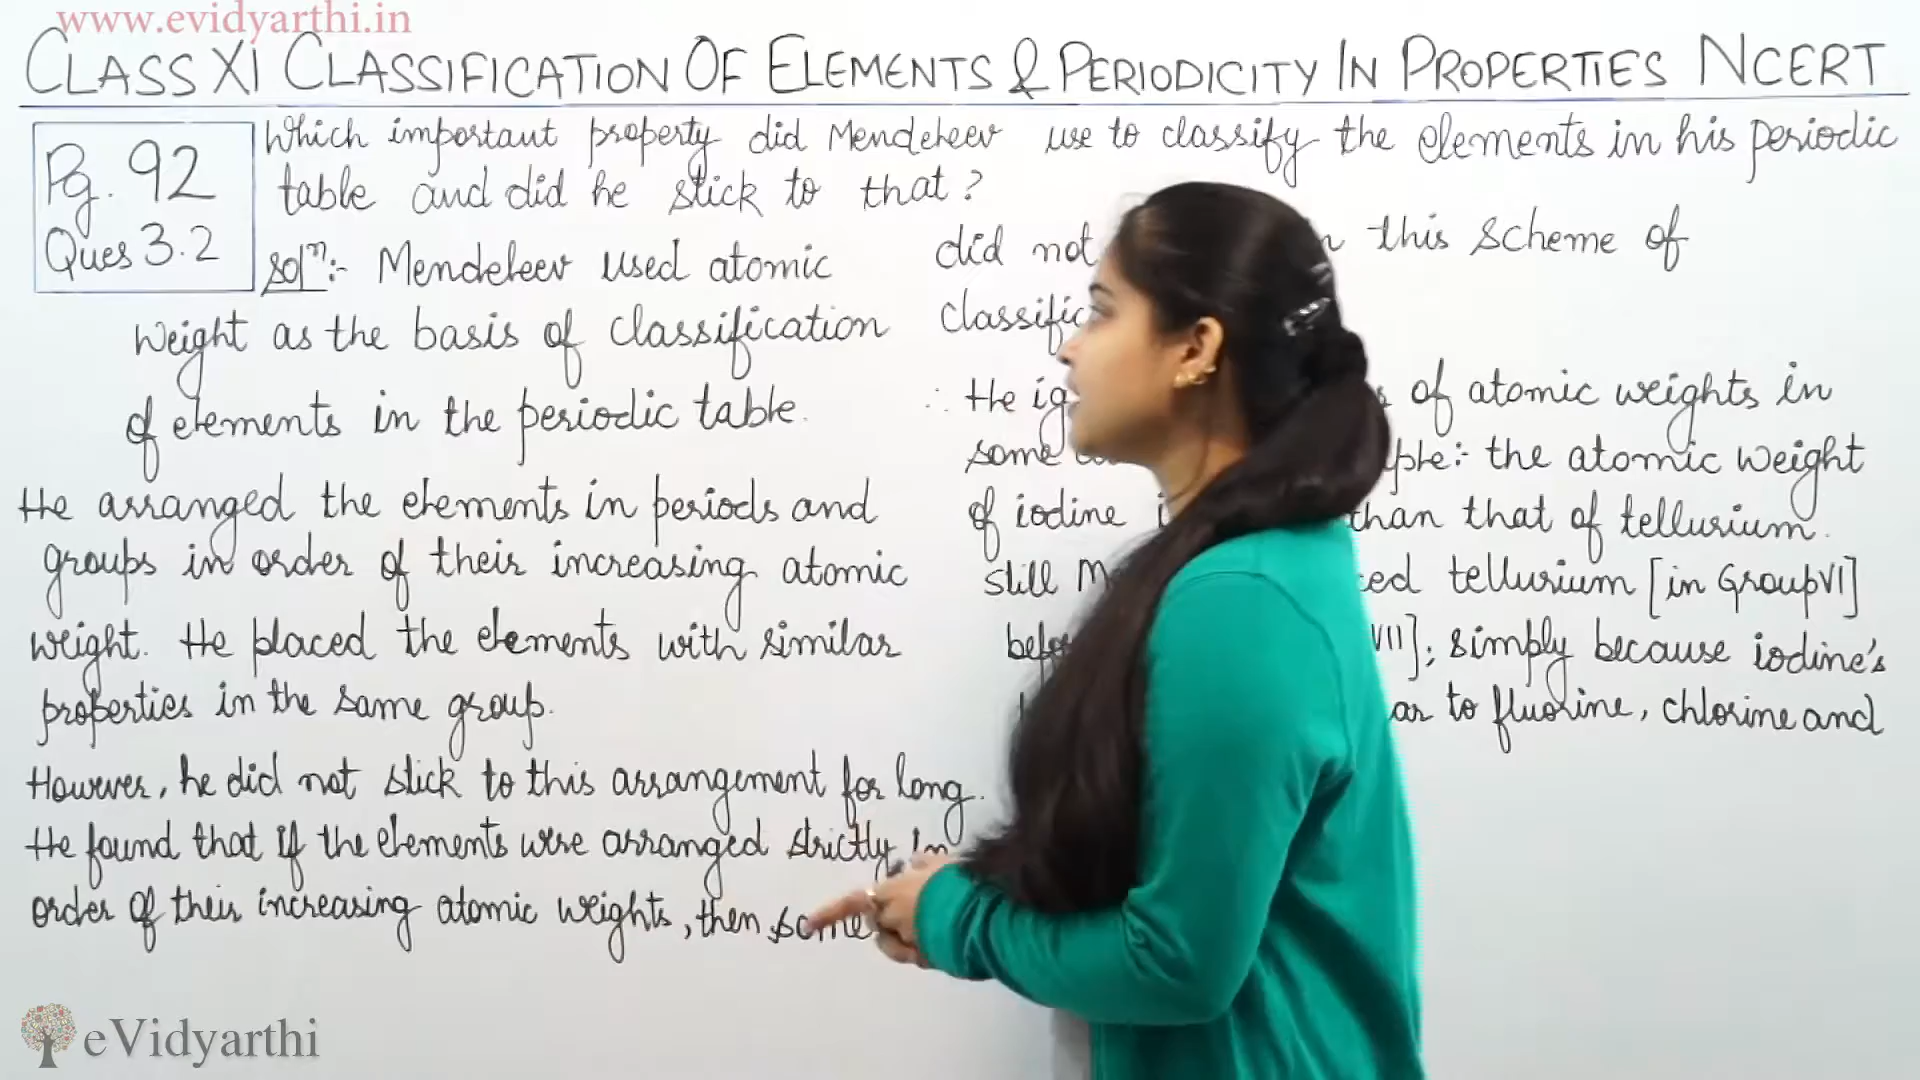 www.evidyarthi.in
CLASS XI CLASSIFICATION OF ELEMENTS & PERIODICITY IN PROPERTIES NCERT
Pg. 92
Ques 3.2
Which important property did Mendeleev use to classify the elements in his periodic
table and did he stick to that?
Solⁿ:- Mendeleev used atomic
weight as the basis of classification
of elements in the periodic table.
He arranged the elements in periods and
groups in order of their increasing atomic
weight. He placed the elements with similar
properties in the same group.
However, he did not stick to this arrangement for long.
He found that if the elements were arranged strictly in
order of their increasing atomic weights, then some
did not this scheme of
∴ He of atomic weights in
some the atomic weight
of iodine than that of tellurium.
still tellurium [in Group VI]
VII]; simply because iodine's
to fluorine, chlorine and
eVidyarthi